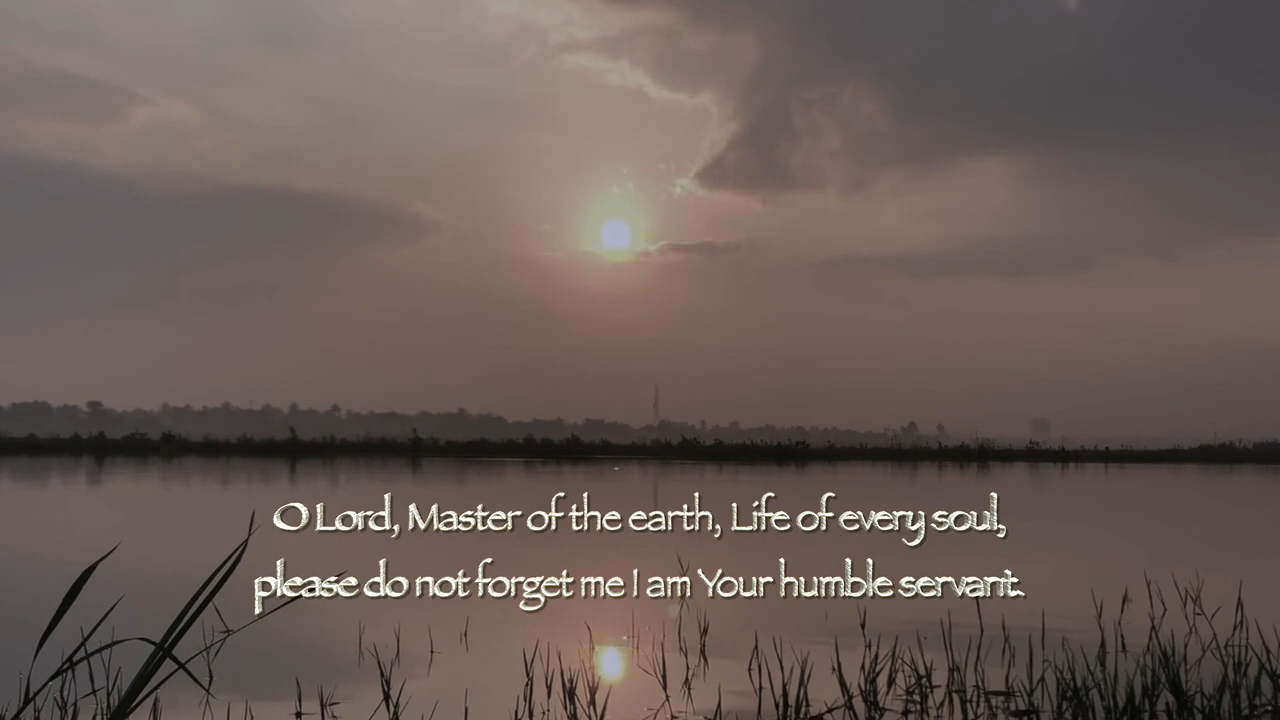 O Lord, Master of the earth, Life of every soul,
please do not forget me I am Your humble servant.